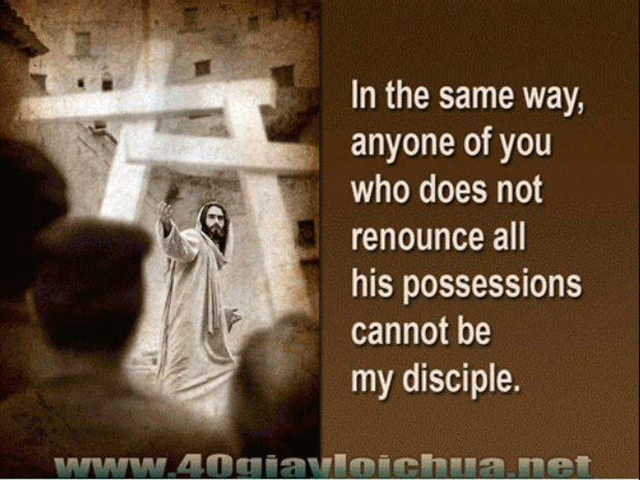 In the same way,
anyone of you
who does not
renounce all
his possessions
cannot be
my disciple.
www.40giayloichua.net